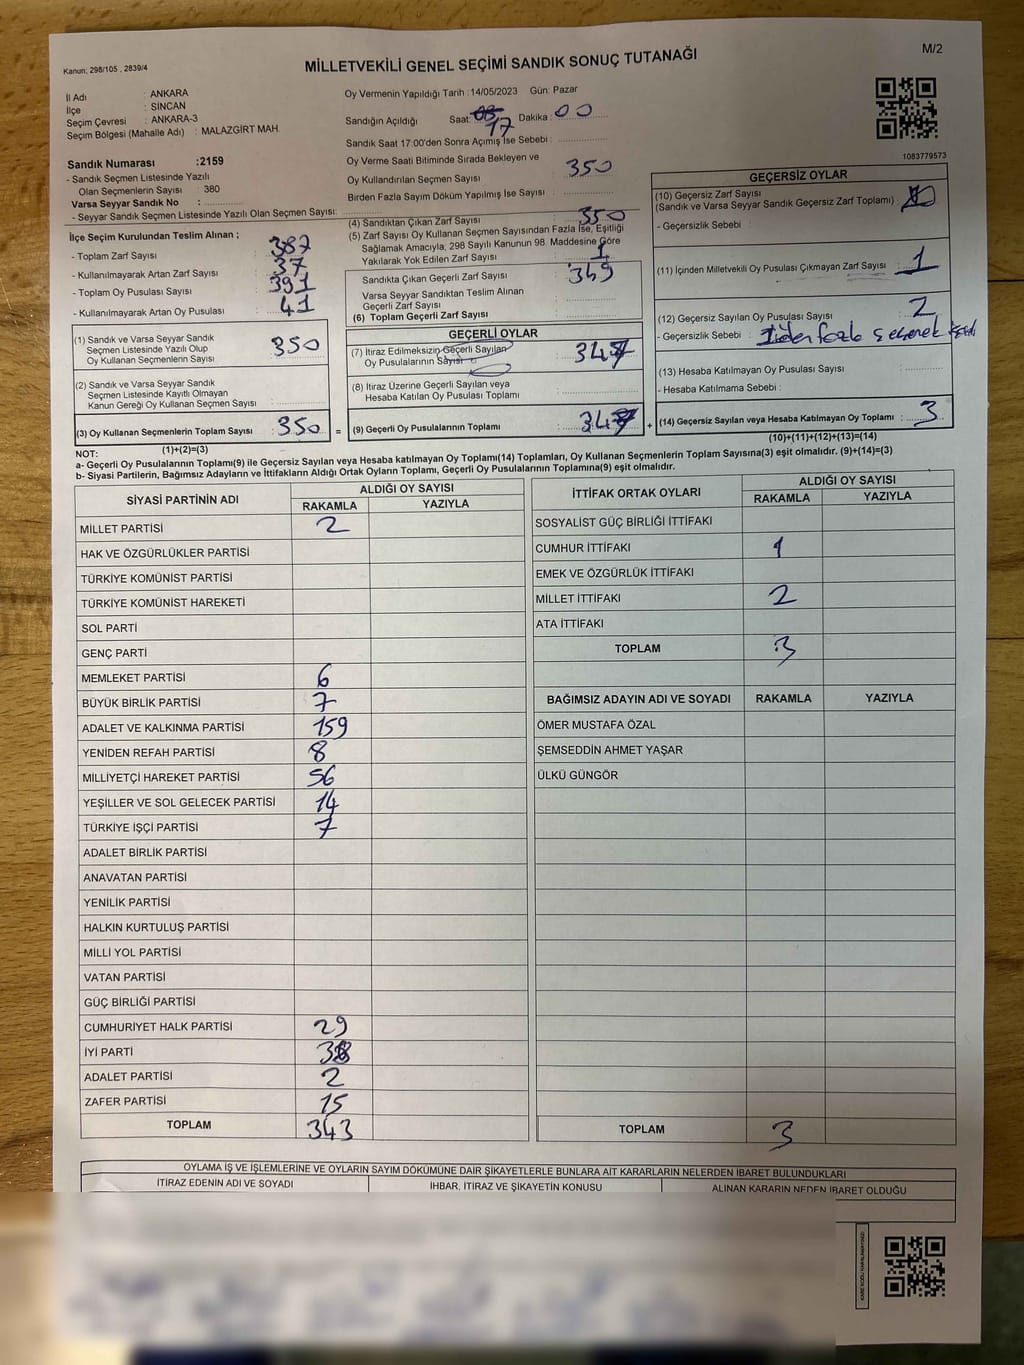 M/2
Kanun; 298/105 , 2839/4
MİLLETVEKİLİ GENEL SEÇİMİ SANDIK SONUÇ TUTANAĞI
İl Adı : ANKARA
İlçe : SİNCAN
Seçim Çevresi : ANKARA-3
Seçim Bölgesi (Mahalle Adı) : MALAZGİRT MAH.
Sandık Numarası :2159
- Sandık Seçmen Listesinde Yazılı
Olan Seçmenlerin Sayısı : 380
Varsa Seyyar Sandık No :
- Seyyar Sandık Seçmen Listesinde Yazılı Olan Seçmen Sayısı:
Oy Vermenin Yapıldığı Tarih :14/05/2023 Gün: Pazar
Sandığın Açıldığı Saat: 17 Dakika : 00
Sandık Saat 17:00'den Sonra Açımış İse Sebebi :
Oy Verme Saati Bitiminde Sırada Bekleyen ve
Oy Kullandırılan Seçmen Sayısı : 350
Birden Fazla Sayım Döküm Yapılmış İse Sayısı :
1083779573
İlçe Seçim Kurulundan Teslim Alınan ;
- Toplam Zarf Sayısı : 387
- Kullanılmayarak Artan Zarf Sayısı : 37
- Toplam Oy Pusulası Sayısı : 391
- Kullanılmayarak Artan Oy Pusulası : 41
(4) Sandıktan Çıkan Zarf Sayısı : 350
(5) Zarf Sayısı Oy Kullanan Seçmen Sayısından Fazla İse, Eşitliği
Sağlamak Amacıyla; 298 Sayılı Kanunun 98. Maddesine Göre
Yakılarak Yok Edilen Zarf Sayısı : 1
Sandıkta Çıkan Geçerli Zarf Sayısı : 349
Varsa Seyyar Sandıktan Teslim Alınan
Geçerli Zarf Sayısı :
(6) Toplam Geçerli Zarf Sayısı :
GEÇERSİZ OYLAR
(10) Geçersiz Zarf Sayısı
(Sandık ve Varsa Seyyar Sandık Geçersiz Zarf Toplamı) :
- Geçersizlik Sebebi :
(11) İçinden Milletvekili Oy Pusulası Çıkmayan Zarf Sayısı : 1
(12) Geçersiz Sayılan Oy Pusulası Sayısı : 2
- Geçersizlik Sebebi : 1'den fazla seçenek
(13) Hesaba Katılmayan Oy Pusulası Sayısı :
- Hesaba Katılmama Sebebi :
(14) Geçersiz Sayılan veya Hesaba Katılmayan Oy Toplamı : 3
(10)+(11)+(12)+(13)=(14)
(1) Sandık ve Varsa Seyyar Sandık
Seçmen Listesinde Yazılı Olup
Oy Kullanan Seçmenlerin Sayısı : 350
(2) Sandık ve Varsa Seyyar Sandık
Seçmen Listesinde Kayıtlı Olmayan
Kanun Gereği Oy Kullanan Seçmen Sayısı :
(3) Oy Kullanan Seçmenlerin Toplam Sayısı : 350 =
(1)+(2)=(3)
GEÇERLİ OYLAR
(7) İtiraz Edilmeksizin Geçerli Sayılan
Oy Pusulalarının Sayısı : 347
(8) İtiraz Üzerine Geçerli Sayılan veya
Hesaba Katılan Oy Pusulası Toplamı :
(9) Geçerli Oy Pusulalarının Toplamı : 347 +
NOT:
a- Geçerli Oy Pusulalarının Toplamı(9) ile Geçersiz Sayılan veya Hesaba katılmayan Oy Toplamı(14) Toplamları, Oy Kullanan Seçmenlerin Toplam Sayısına(3) eşit olmalıdır. (9)+(14)=(3)
b- Siyasi Partilerin, Bağımsız Adayların ve İttifakların Aldığı Ortak Oyların Toplamı, Geçerli Oy Pusulalarının Toplamına(9) eşit olmalıdır.
SİYASİ PARTİNİN ADI ALDIĞI OY SAYISI
RAKAMLA YAZIYLA
MİLLET PARTİSİ 2
HAK VE ÖZGÜRLÜKLER PARTİSİ
TÜRKİYE KOMÜNİST PARTİSİ
TÜRKİYE KOMÜNİST HAREKETİ
SOL PARTİ
GENÇ PARTİ
MEMLEKET PARTİSİ 6
BÜYÜK BİRLİK PARTİSİ 7
ADALET VE KALKINMA PARTİSİ 159
YENİDEN REFAH PARTİSİ 8
MİLLİYETÇİ HAREKET PARTİSİ 56
YEŞİLLER VE SOL GELECEK PARTİSİ 14
TÜRKİYE İŞÇİ PARTİSİ 7
ADALET BİRLİK PARTİSİ
ANAVATAN PARTİSİ
YENİLİK PARTİSİ
HALKIN KURTULUŞ PARTİSİ
MİLLİ YOL PARTİSİ
VATAN PARTİSİ
GÜÇ BİRLİĞİ PARTİSİ
CUMHURİYET HALK PARTİSİ 29
İYİ PARTİ 38
ADALET PARTİSİ 2
ZAFER PARTİSİ 15
TOPLAM 343
İTTİFAK ORTAK OYLARI ALDIĞI OY SAYISI
RAKAMLA YAZIYLA
SOSYALİST GÜÇ BİRLİĞİ İTTİFAKI
CUMHUR İTTİFAKI 1
EMEK VE ÖZGÜRLÜK İTTİFAKI
MİLLET İTTİFAKI 2
ATA İTTİFAKI
TOPLAM 3
BAĞIMSIZ ADAYIN ADI VE SOYADI RAKAMLA YAZIYLA
ÖMER MUSTAFA ÖZAL
ŞEMSEDDİN AHMET YAŞAR
ÜLKÜ GÜNGÖR
TOPLAM 3
OYLAMA İŞ VE İŞLEMLERİNE VE OYLARIN SAYIM DÖKÜMÜNE DAİR ŞİKAYETLERLE BUNLARA AİT KARARLARIN NELERDEN İBARET BULUNDUKLARI
İTİRAZ EDENİN ADI VE SOYADI İHBAR, İTİRAZ VE ŞİKAYETİN KONUSU ALINAN KARARIN NEDEN İBARET OLDUĞU